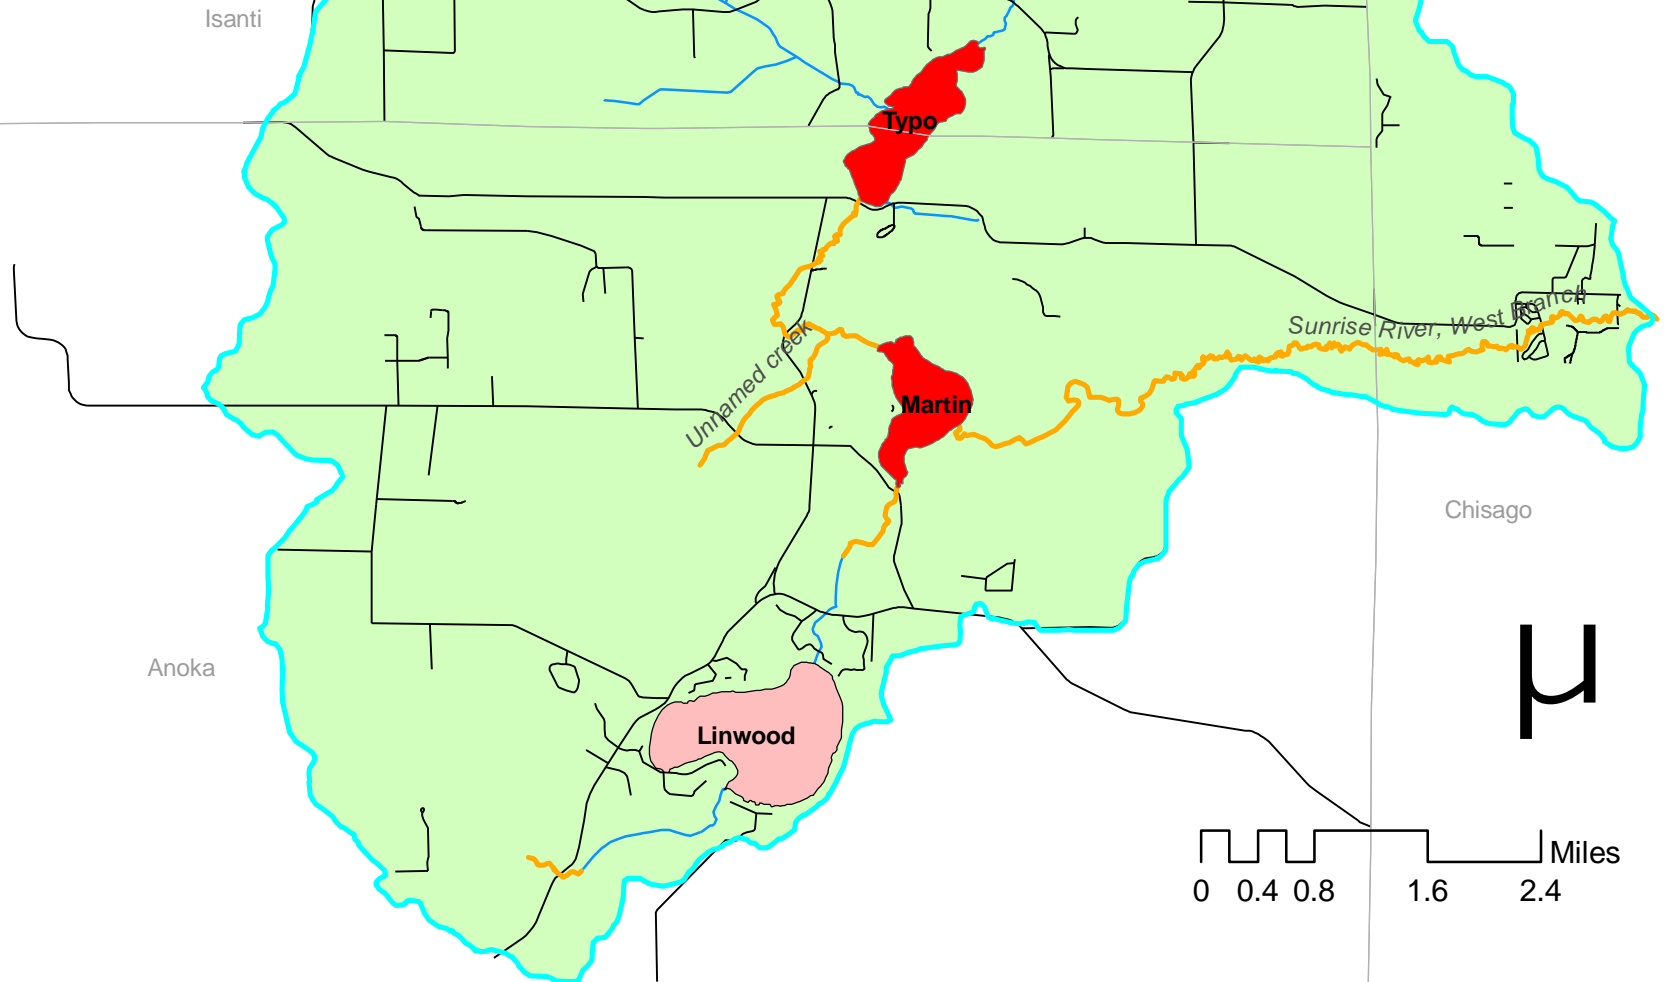 Isanti
Typo
Sunrise River, West Branch
Unnamed creek
Martin
Chisago
Anoka
µ
Linwood
Miles
0 0.4 0.8 1.6 2.4